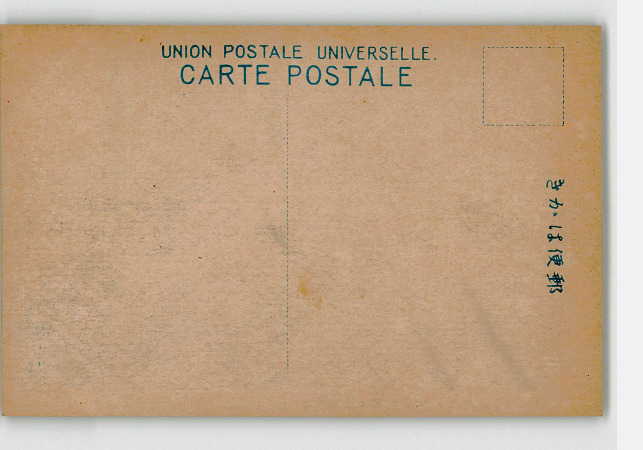 UNION POSTALE UNIVERSELLE.
CARTE POSTALE
郵便はかき